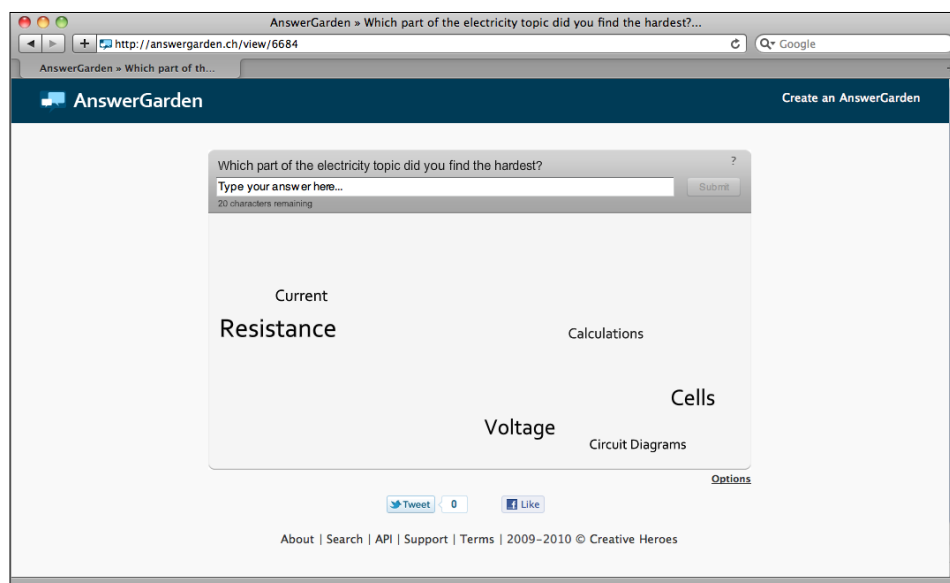 AnswerGarden » Which part of the electricity topic did you find the hardest?...
http://answergarden.ch/view/6684
Google
AnswerGarden » Which part of th...
AnswerGarden
Create an AnswerGarden
Which part of the electricity topic did you find the hardest?
?
Type your answer here...
Submit
20 characters remaining
Current
Resistance
Calculations
Cells
Voltage
Circuit Diagrams
Options
Tweet 0 Like
About | Search | API | Support | Terms | 2009-2010 © Creative Heroes